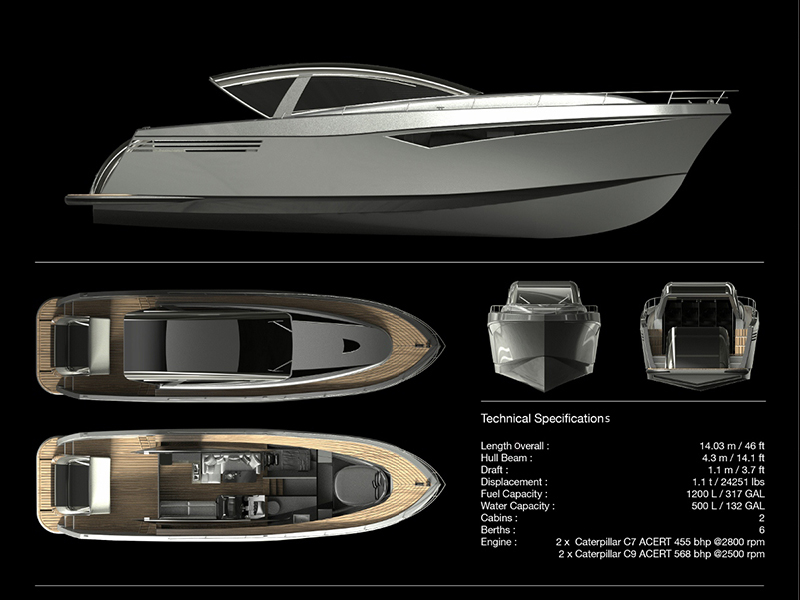 Technical Specifications
Length Overall : 14.03 m / 46 ft
Hull Beam : 4.3 m / 14.1 ft
Draft : 1.1 m / 3.7 ft
Displacement : 1.1 t / 24251 lbs
Fuel Capacity : 1200 L / 317 GAL
Water Capacity : 500 L / 132 GAL
Cabins : 2
Berths : 6
Engine : 2 x Caterpillar C7 ACERT 455 bhp @2800 rpm
2 x Caterpillar C9 ACERT 568 bhp @2500 rpm